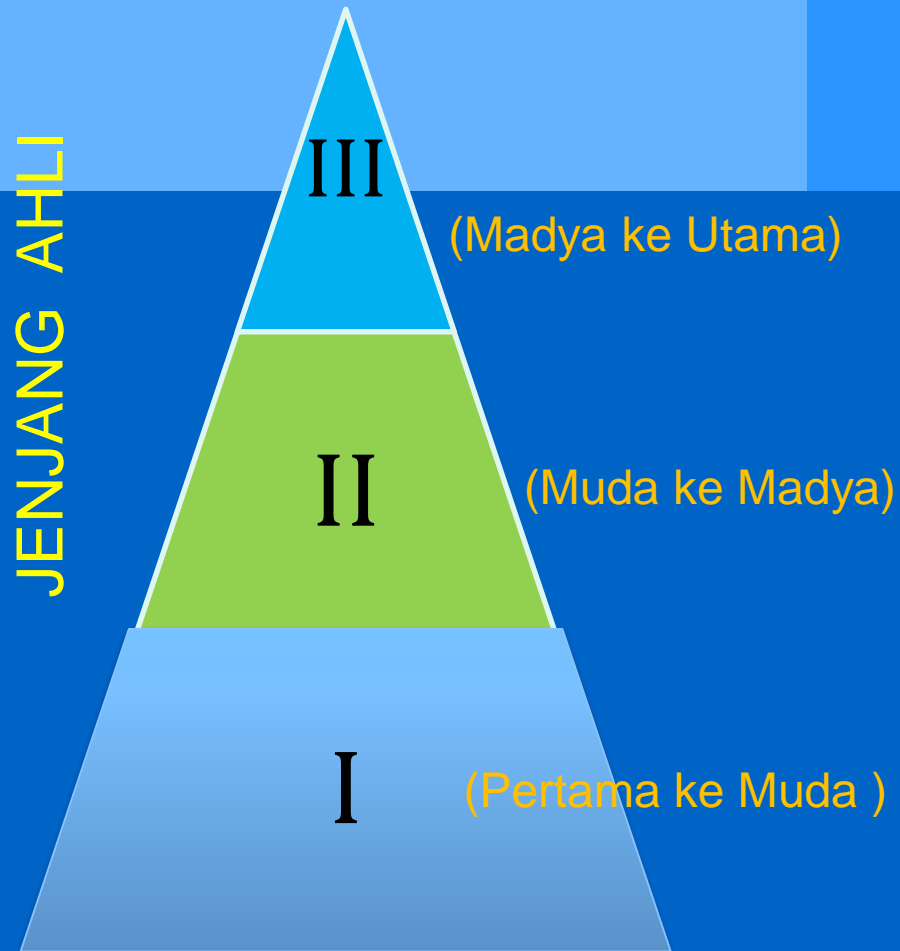 JENJANG AHLI
III
(Madya ke Utama)
II
(Muda ke Madya)
I
(Pertama ke Muda )